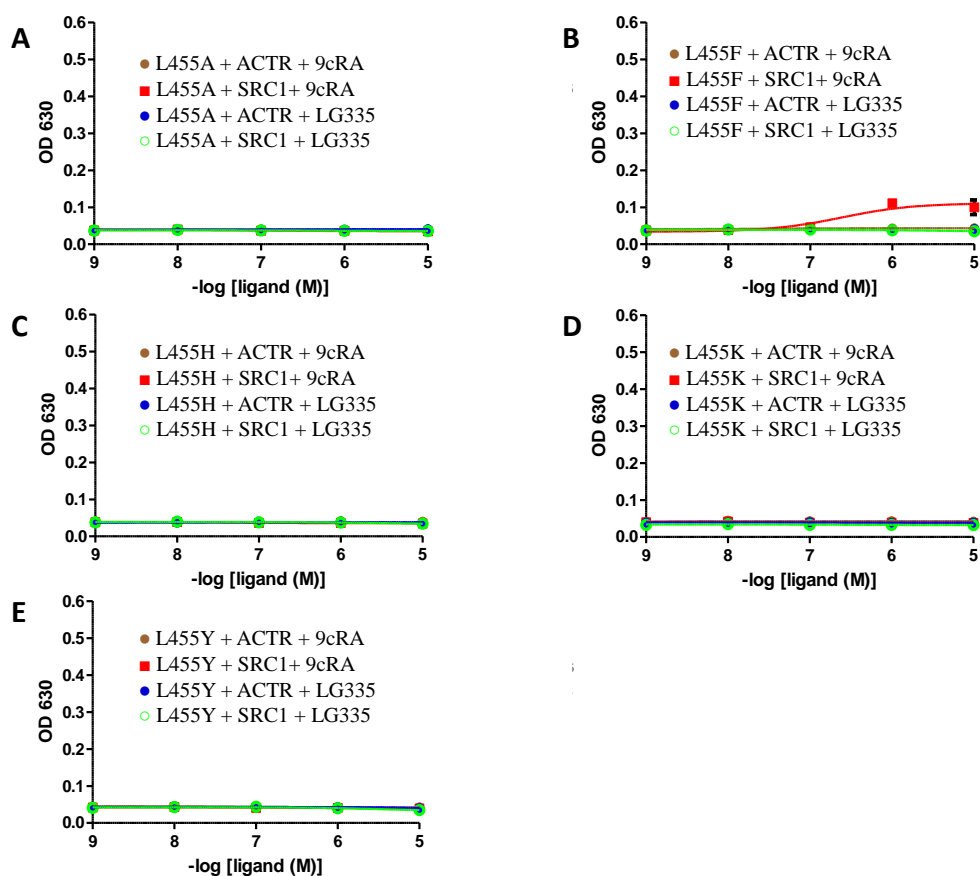 A
0.6
0.5
0.4
0.3
0.2
0.1
0.0
OD 630
L455A + ACTR + 9cRA
L455A + SRC1+ 9cRA
L455A + ACTR + LG335
L455A + SRC1 + LG335
9 8 7 6 5
-log [ligand (M)]
B
0.6
0.5
0.4
0.3
0.2
0.1
0.0
OD 630
L455F + ACTR + 9cRA
L455F + SRC1+ 9cRA
L455F + ACTR + LG335
L455F + SRC1 + LG335
9 8 7 6 5
-log [ligand (M)]
C
0.6
0.5
0.4
0.3
0.2
0.1
0.0
OD 630
L455H + ACTR + 9cRA
L455H + SRC1+ 9cRA
L455H + ACTR + LG335
L455H + SRC1 + LG335
9 8 7 6 5
-log [ligand (M)]
D
0.6
0.5
0.4
0.3
0.2
0.1
0.0
OD 630
L455K + ACTR + 9cRA
L455K + SRC1+ 9cRA
L455K + ACTR + LG335
L455K + SRC1 + LG335
9 8 7 6 5
-log [ligand (M)]
E
0.6
0.5
0.4
0.3
0.2
0.1
0.0
OD 630
L455Y + ACTR + 9cRA
L455Y + SRC1+ 9cRA
L455Y + ACTR + LG335
L455Y + SRC1 + LG335
9 8 7 6 5
-log [ligand (M)]